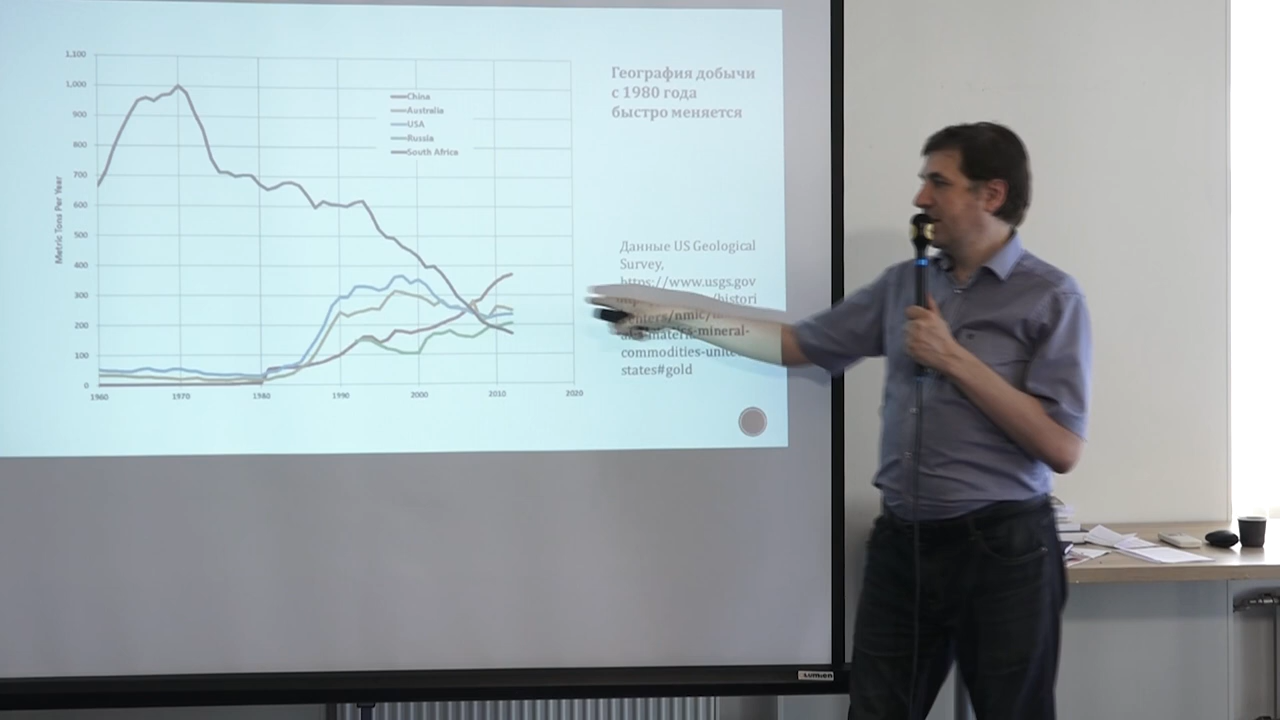 1,100
1,000
900
800
700
600
500
400
300
200
100
0
Metric Tons Per Year
1960 1970 1980 1990 2000 2010 2020
China
Australia
USA
Russia
South Africa
География добычи
с 1980 года
быстро меняется
Данные US Geological
Survey,
https://www.usgs.gov
commodities-unite
states#gold
LUMIEN